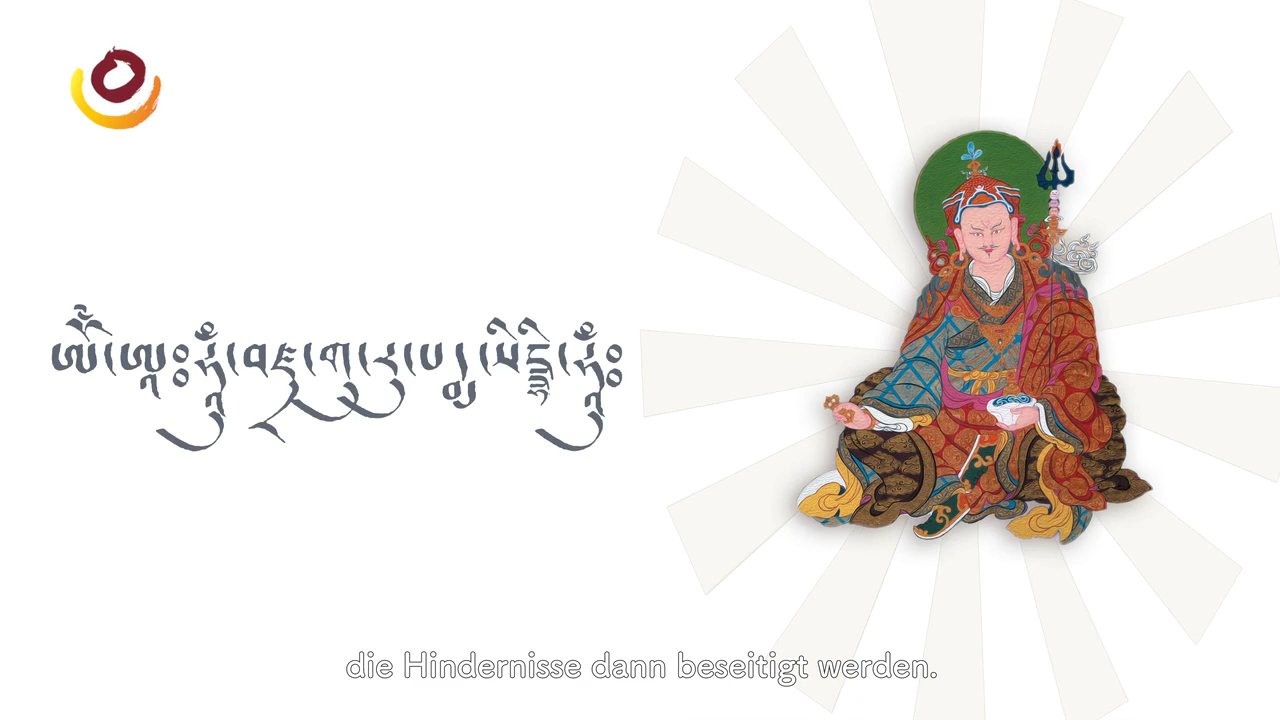 ཨོཾ་ཨཱཿཧཱུྃ་བཛྲ་གུ་རུ་པདྨ་སིདྡྷི་ཧཱུྃ༔
die Hindernisse dann beseitigt werden.